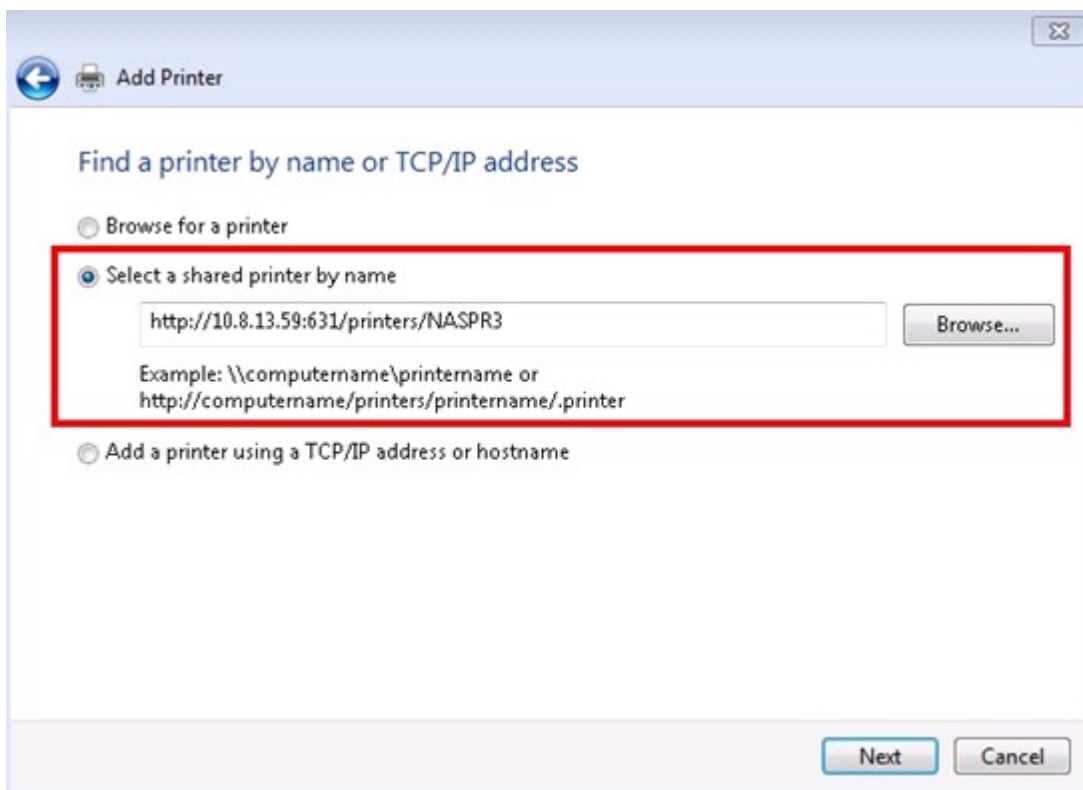 Add Printer
Find a printer by name or TCP/IP address
Browse for a printer
Select a shared printer by name
http://10.8.13.59:631/printers/NASPR3
Browse...
Example: \\computername\printername or
http://computername/printers/printername/.printer
Add a printer using a TCP/IP address or hostname
Next
Cancel